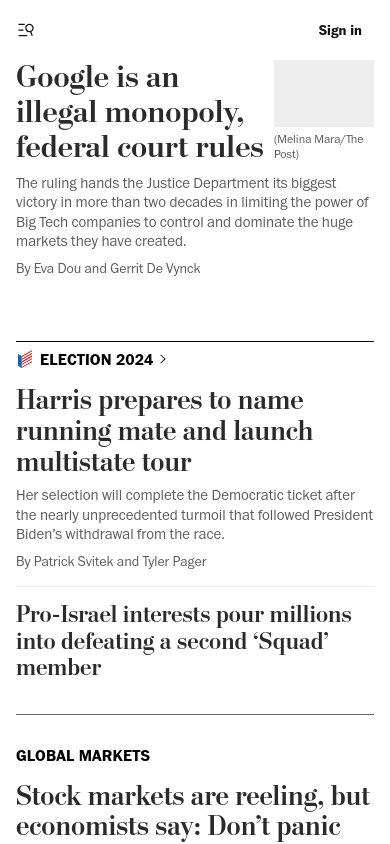 Sign in
Google is an
illegal monopoly,
federal court rules
(Melina Mara/The
Post)
The ruling hands the Justice Department its biggest
victory in more than two decades in limiting the power of
Big Tech companies to control and dominate the huge
markets they have created.
By Eva Dou and Gerrit De Vynck
ELECTION 2024
Harris prepares to name
running mate and launch
multistate tour
Her selection will complete the Democratic ticket after
the nearly unprecedented turmoil that followed President
Biden’s withdrawal from the race.
By Patrick Svitek and Tyler Pager
Pro-Israel interests pour millions
into defeating a second ‘Squad’
member
GLOBAL MARKETS
Stock markets are reeling, but
economists say: Don’t panic